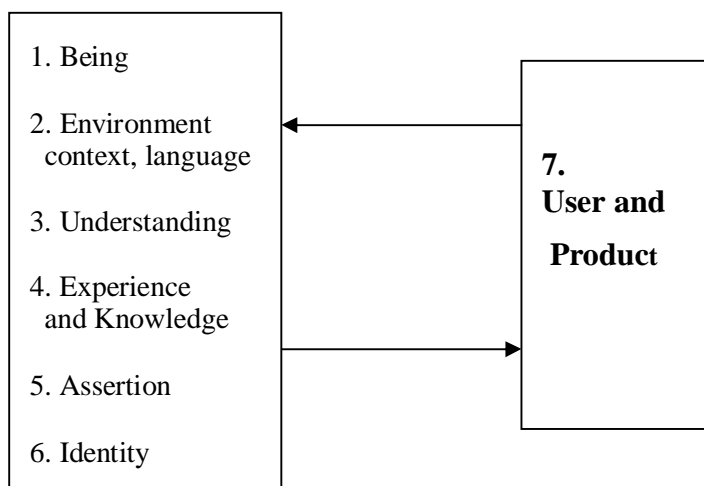 1. Being
2. Environment
context, language
3. Understanding
4. Experience
and Knowledge
5. Assertion
6. Identity
7.
User and
Product